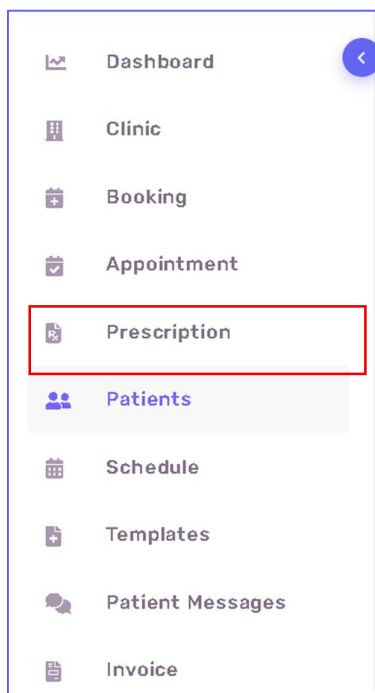 Dashboard
Clinic
Booking
Appointment
Prescription
Patients
Schedule
Templates
Patient Messages
Invoice